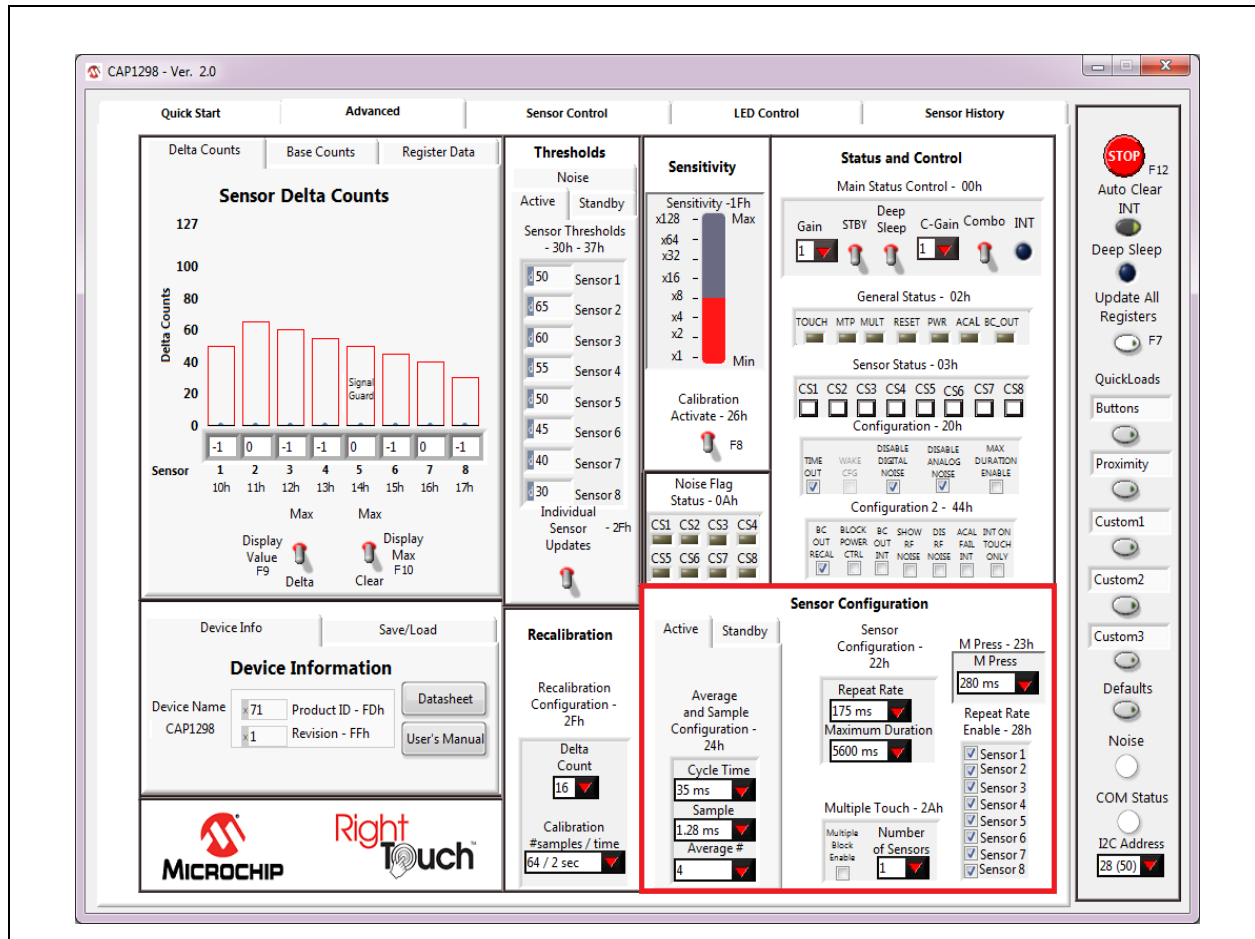 CAP1298 - Ver. 2.0
Quick Start
Advanced
Sensor Control
LED Control
Sensor History
Delta Counts
Base Counts
Register Data
Sensor Delta Counts
Delta Counts
127
100
80
60
40
20
0
Signal
Guard
-1 0 -1 -1 0 -1 0 -1
Sensor 1 2 3 4 5 6 7 8
10h 11h 12h 13h 14h 15h 16h 17h
Max
Max
Display
Value
F9
Delta
Display
Max
F10
Clear
Thresholds
Noise
Active
Standby
Sensor Thresholds
- 30h - 37h
d 50 Sensor 1
d 65 Sensor 2
d 60 Sensor 3
d 55 Sensor 4
d 50 Sensor 5
d 45 Sensor 6
d 40 Sensor 7
d 30 Sensor 8
Individual
Sensor - 2Fh
Updates
Sensitivity
Sensitivity -1Fh
x128 Max
x64
x32
x16
x8
x4
x2
x1 Min
Calibration
Activate - 26h
F8
Noise Flag
Status - 0Ah
CS1 CS2 CS3 CS4
CS5 CS6 CS7 CS8
Status and Control
Main Status Control - 00h
Gain
1
STBY
Deep
Sleep
C-Gain
1
Combo
INT
General Status - 02h
TOUCH MTP MULT RESET PWR ACAL BC_OUT
Sensor Status - 03h
CS1 CS2 CS3 CS4 CS5 CS6 CS7 CS8
Configuration - 20h
TIME
OUT
WAKE
CFG
DISABLE
DIGITAL
NOISE
DISABLE
ANALOG
NOISE
MAX
DURATION
ENABLE
Configuration 2 - 44h
BC
OUT
RECAL
BLOCK
POWER
CTRL
BC
OUT
INT
SHOW
RF
NOISE
DIS
RF
NOISE
ACAL
FAIL
INT
INT ON
TOUCH
ONLY
Device Info
Save/Load
Device Information
Device Name
CAP1298
x 71 Product ID - FDh
x 1 Revision - FFh
Datasheet
User's Manual
MICROCHIP
Right
Touch
Recalibration
Recalibration
Configuration -
2Fh
Delta
Count
16
Calibration
#samples / time
64 / 2 sec
Sensor Configuration
Active
Standby
Average
and Sample
Configuration -
24h
Cycle Time
35 ms
Sample
1.28 ms
Average #
4
Sensor
Configuration -
22h
Repeat Rate
175 ms
Maximum Duration
5600 ms
Multiple Touch - 2Ah
Multiple
Block
Enable
Number
of Sensors
1
M Press - 23h
M Press
280 ms
Repeat Rate
Enable - 28h
Sensor 1
Sensor 2
Sensor 3
Sensor 4
Sensor 5
Sensor 6
Sensor 7
Sensor 8
STOP
F12
Auto Clear
INT
Deep Sleep
Update All
Registers
F7
QuickLoads
Buttons
Proximity
Custom1
Custom2
Custom3
Defaults
Noise
COM Status
I2C Address
28 (50)